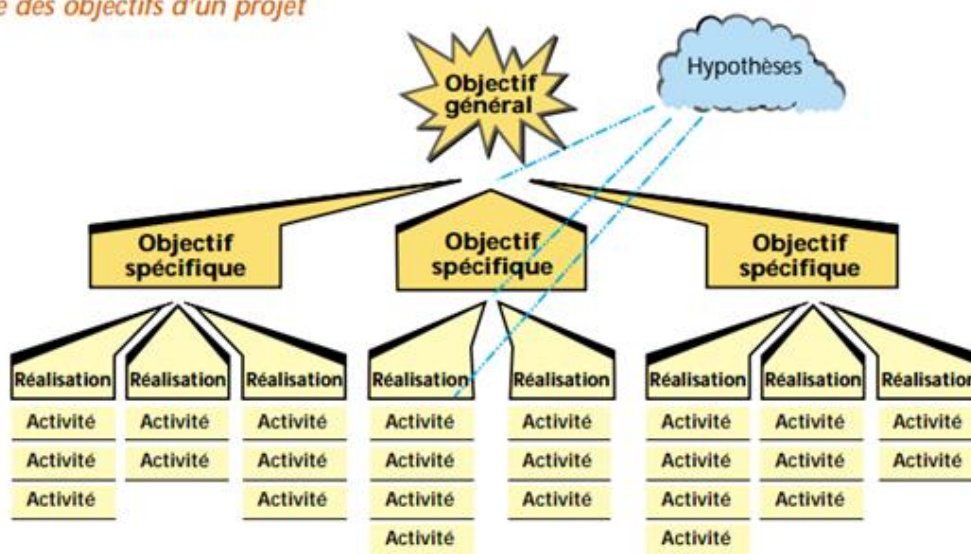 des objectifs d'un projet
Objectif
général
Hypothèses
Objectif
spécifique
Objectif
spécifique
Objectif
spécifique
Réalisation Réalisation Réalisation Réalisation Réalisation Réalisation Réalisation Réalisation
Activité Activité Activité Activité Activité Activité Activité Activité
Activité Activité Activité Activité Activité Activité Activité Activité
Activité Activité Activité Activité Activité Activité
Activité Activité